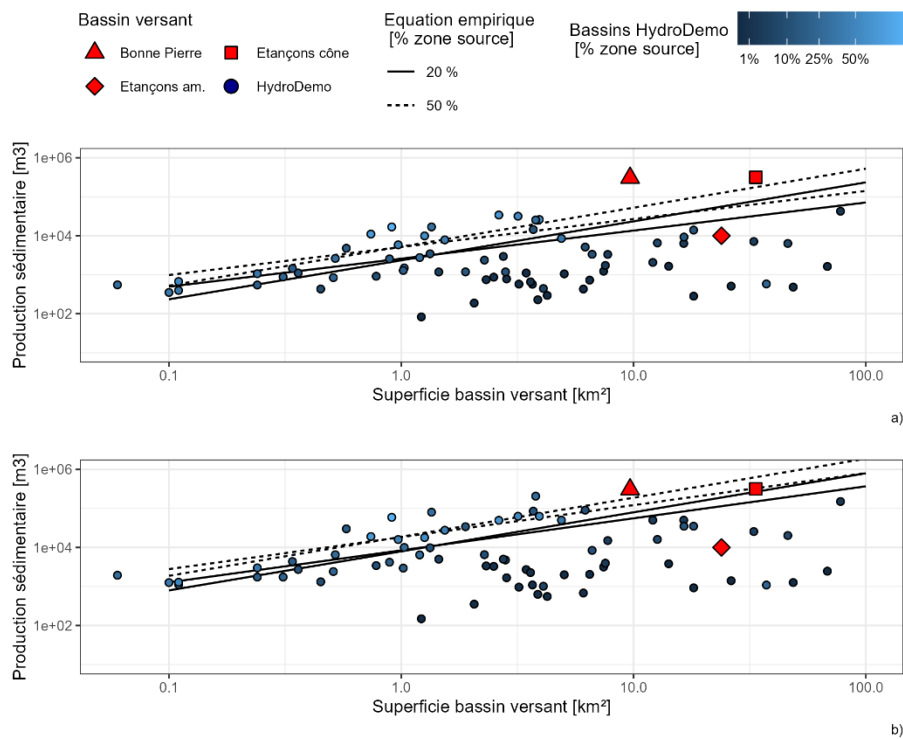 Bassin versant
Bonne Pierre
Etançons cône
Etançons am.
HydroDemo
Equation empirique
[% zone source]
20 %
50 %
Bassins HydroDemo
[% zone source]
1% 10% 25% 50%
Production sédimentaire [m3]
1e+06
1e+04
1e+02
0.1 1.0 10.0 100.0
Superficie bassin versant [km²]
a)
Production sédimentaire [m3]
1e+06
1e+04
1e+02
0.1 1.0 10.0 100.0
Superficie bassin versant [km²]
b)